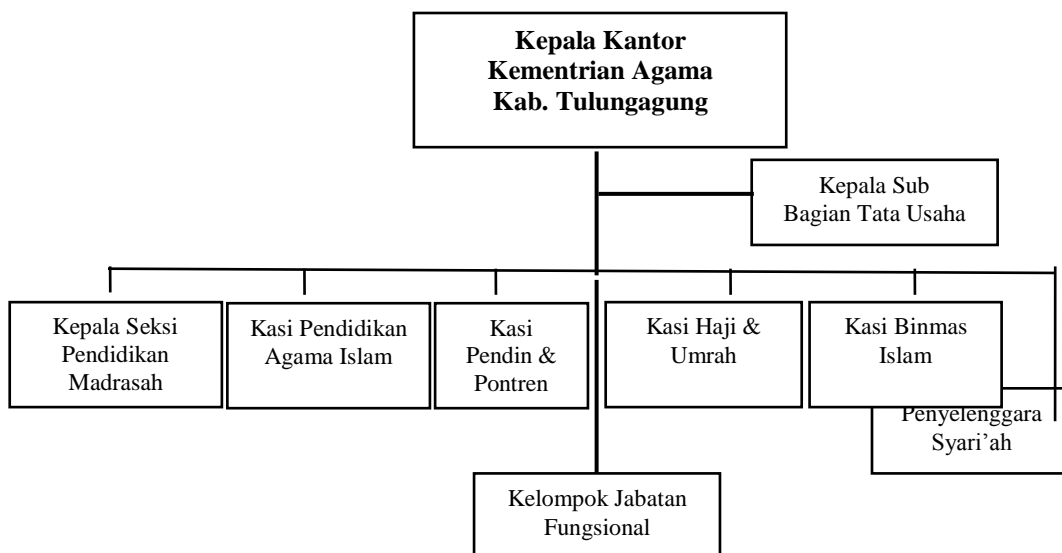 Kepala Kantor
Kementrian Agama
Kab. Tulungagung
Kepala Sub
Bagian Tata Usaha
Kepala Seksi
Pendidikan
Madrasah
Kasi Pendidikan
Agama Islam
Kasi
Pendin &
Pontren
Kasi Haji &
Umrah
Kasi Binmas
Islam
Penyelenggara
Syari’ah
Kelompok Jabatan
Fungsional